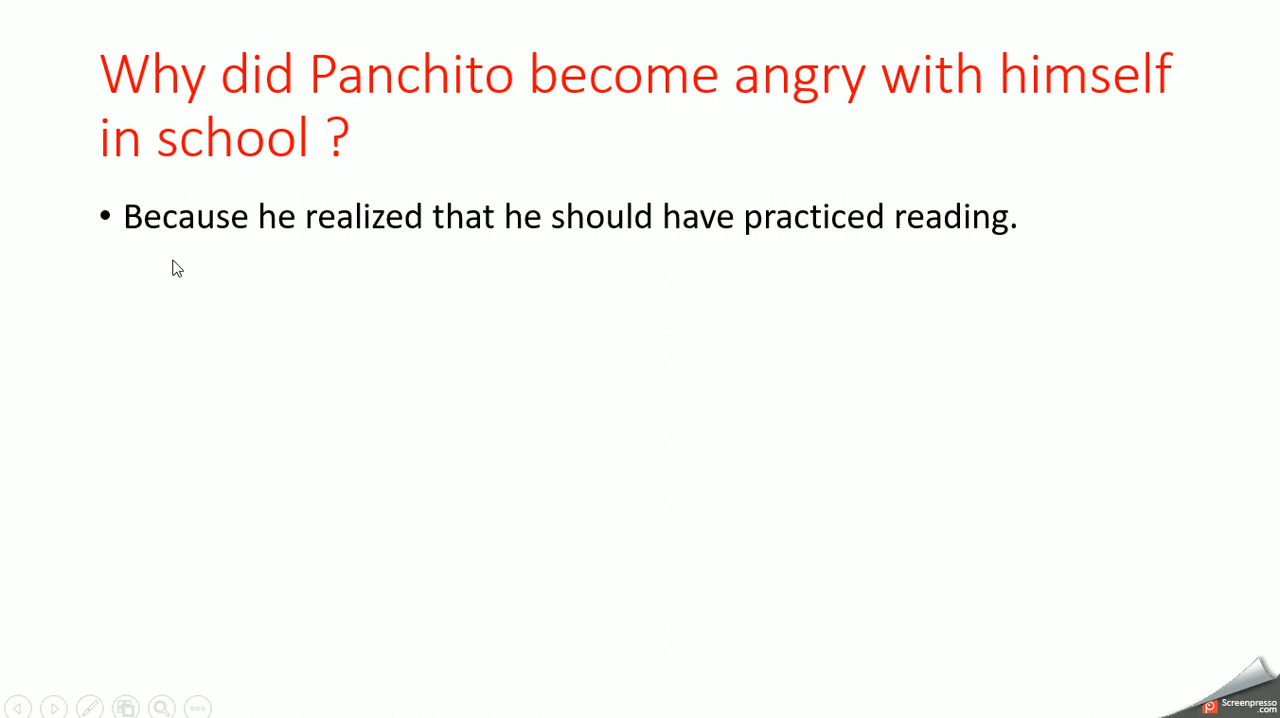 Why did Panchito become angry with himself
in school ?
• Because he realized that he should have practiced reading.
Screenpresso
.com